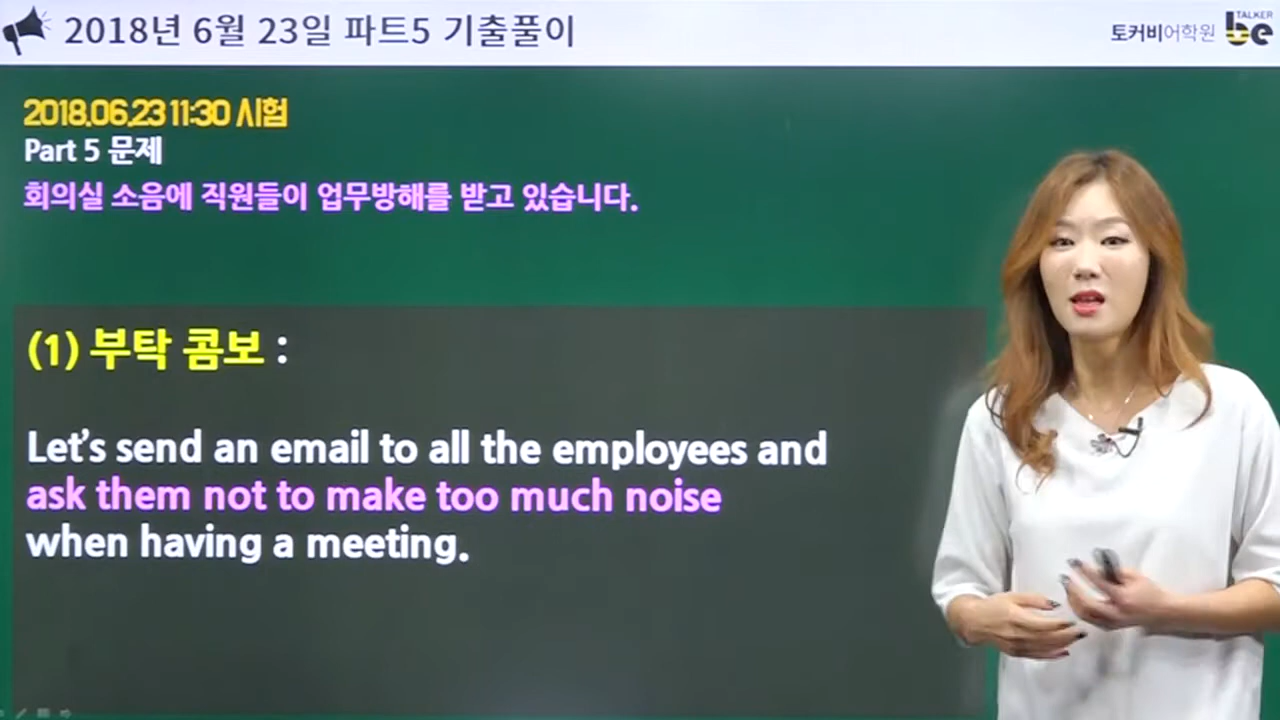 2018년 6월 23일 파트5 기출풀이
토커비어학원
TALKER
be
2018.06.23 11:30 시험
Part 5 문제
회의실 소음에 직원들이 업무방해를 받고 있습니다.
(1) 부탁 콤보 :
Let's send an email to all the employees and
ask them not to make too much noise
when having a meeting.